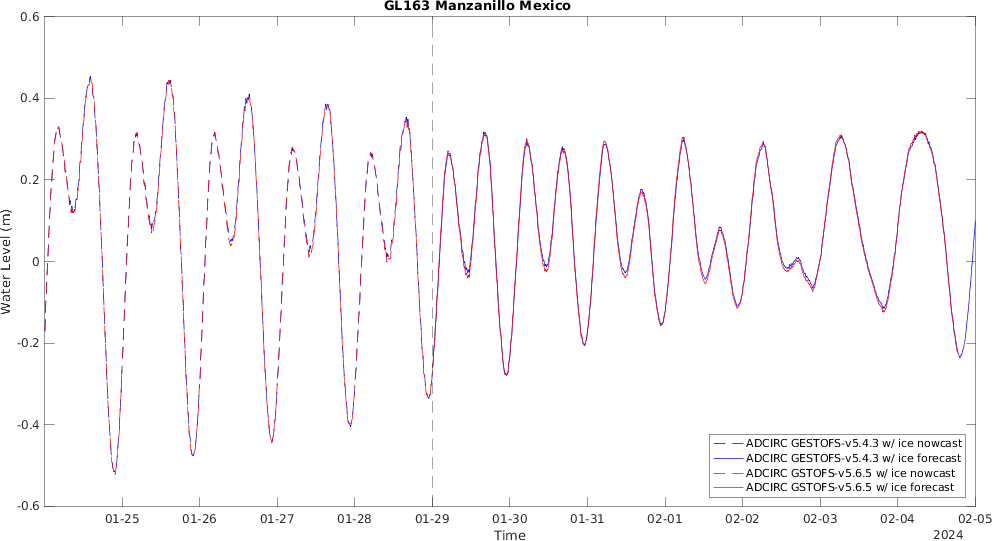 GL163 Manzanillo Mexico
0.6
0.4
0.2
0
-0.2
-0.4
-0.6
Water Level (m)
ADCIRC GESTOFS-v5.4.3 w/ ice nowcast
ADCIRC GESTOFS-v5.4.3 w/ ice forecast
ADCIRC GSTOFS-v5.6.5 w/ ice nowcast
ADCIRC GSTOFS-v5.6.5 w/ ice forecast
01-25 01-26 01-27 01-28 01-29 01-30 01-31 02-01 02-02 02-03 02-04 02-05
Time
2024